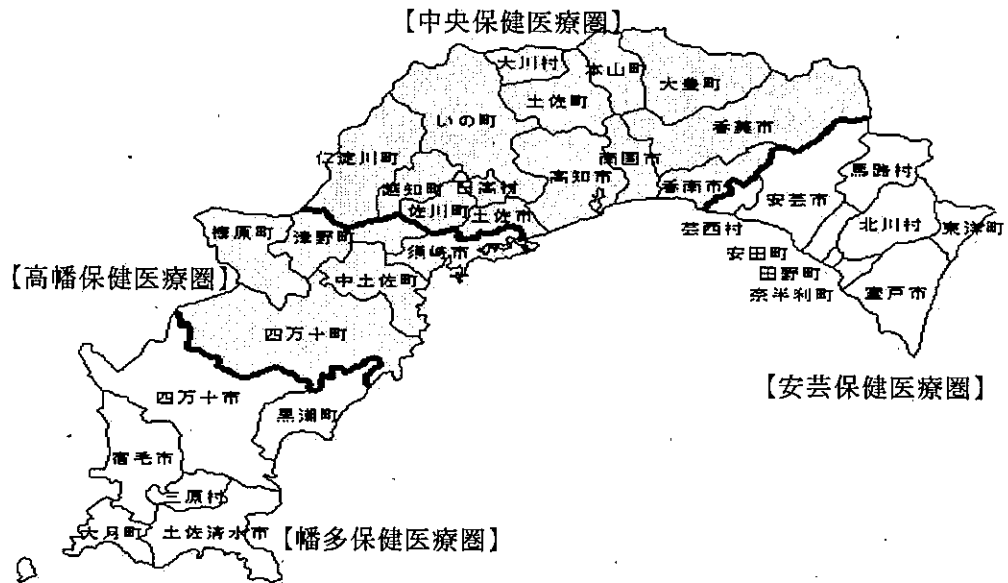 【中央保健医療圏】
大川村
本山町
大豊町
土佐町
いの町
香美市
仁淀川町
南国市
高知市
馬路村
越知町
日高村
香南市
安芸市
佐川町
土佐市
北川村
東洋町
梼原町
津野町
須崎市
芸西村
安田町
【高幡保健医療圏】
中土佐町
田野町
奈半利町
室戸市
四万十町
【安芸保健医療圏】
四万十市
黒潮町
宿毛市
三原村
大月町
土佐清水市
【幡多保健医療圏】